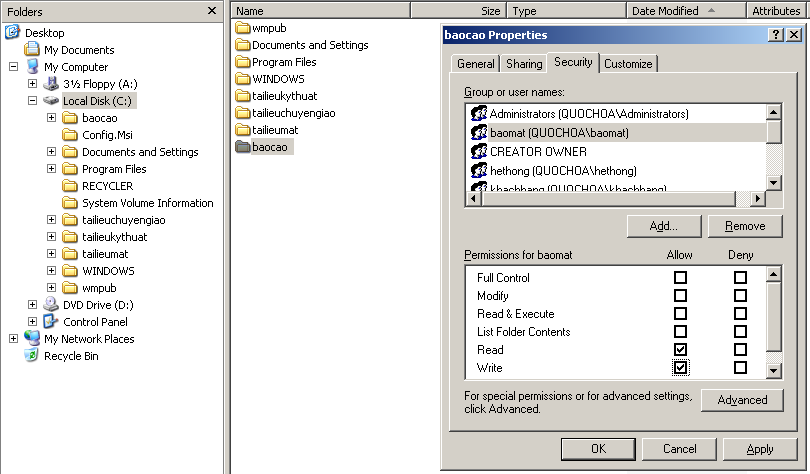 Folders
Desktop
My Documents
My Computer
3½ Floppy (A:)
Local Disk (C:)
baocao
Config.Msi
Documents and Settings
Program Files
RECYCLER
System Volume Information
tailieuchuyengiao
tailieukythuat
tailieumat
WINDOWS
wmpub
DVD Drive (D:)
Control Panel
My Network Places
Recycle Bin
Name Size Type Date Modified Attributes
wmpub
Documents and Settings
Program Files
WINDOWS
tailieukythuat
tailieuchuyengiao
tailieumat
baocao
baocao Properties
General Sharing Security Customize
Group or user names:
Administrators (QUOCHOA\Administrators)
baomat (QUOCHOA\baomat)
CREATOR OWNER
hethong (QUOCHOA\hethong)
khachhang (QUOCHOA\khachhang)
Add... Remove
Permissions for baomat Allow Deny
Full Control
Modify
Read & Execute
List Folder Contents
Read
Write
For special permissions or for advanced settings,
click Advanced.
Advanced
OK Cancel Apply